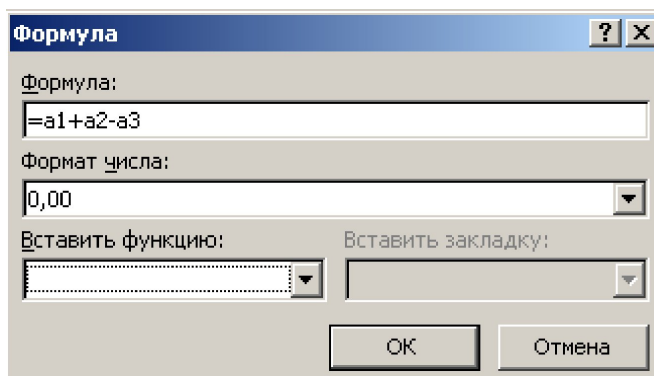 Формула
Формула:
=a1+a2-a3
Формат числа:
0,00
Вставить функцию: Вставить закладку:
ОК Отмена